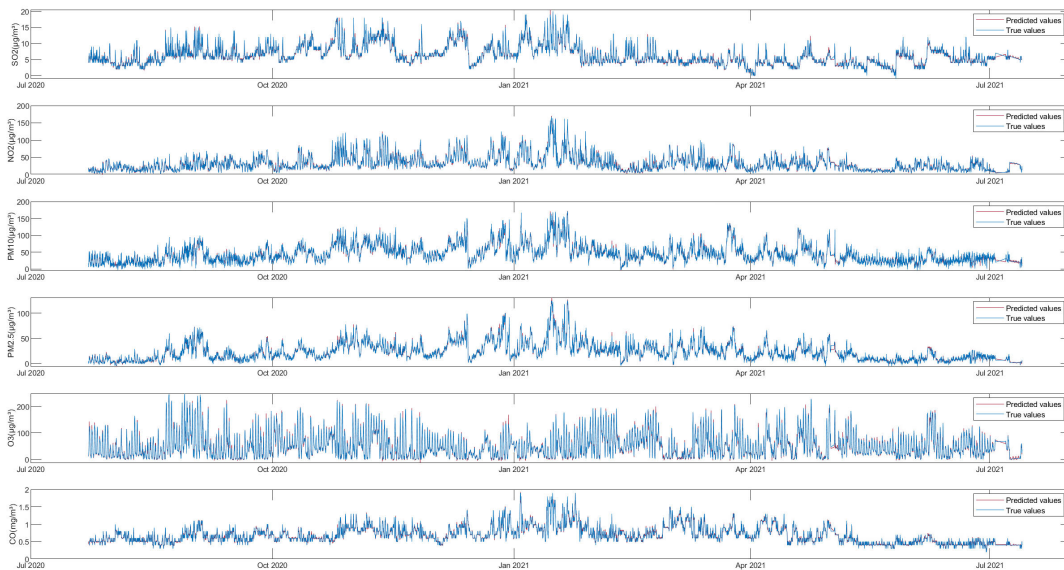 SO2(μg/m³)
20
15
10
5
0
Predicted values
True values
Jul 2020 Oct 2020 Jan 2021 Apr 2021 Jul 2021
NO2(μg/m³)
200
150
100
50
0
Predicted values
True values
Jul 2020 Oct 2020 Jan 2021 Apr 2021 Jul 2021
PM10(μg/m³)
200
150
100
50
0
Predicted values
True values
Jul 2020 Oct 2020 Jan 2021 Apr 2021 Jul 2021
PM2.5(μg/m³)
100
50
0
Predicted values
True values
Jul 2020 Oct 2020 Jan 2021 Apr 2021 Jul 2021
O3(μg/m³)
200
100
0
Predicted values
True values
Jul 2020 Oct 2020 Jan 2021 Apr 2021 Jul 2021
CO(mg/m³)
2
1.5
1
0.5
0
Predicted values
True values
Jul 2020 Oct 2020 Jan 2021 Apr 2021 Jul 2021